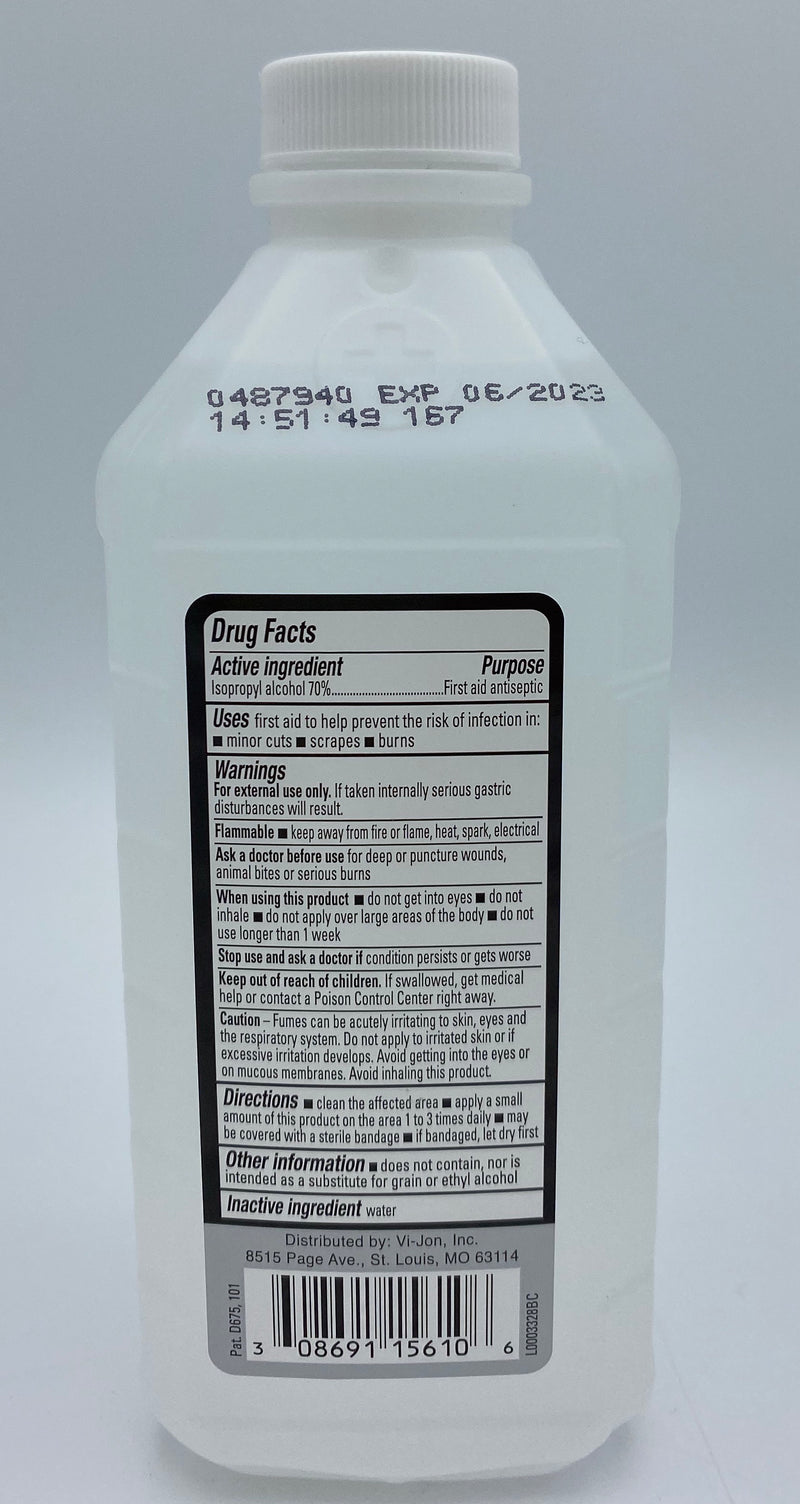 0487940 EXP 06/2023
14:51:49 167
Drug Facts
Active ingredient Purpose
Isopropyl alcohol 70%......................................First aid antiseptic
Uses first aid to help prevent the risk of infection in:
■ minor cuts ■ scrapes ■ burns
Warnings
For external use only. If taken internally serious gastric
disturbances will result.
Flammable ■ keep away from fire or flame, heat, spark, electrical
Ask a doctor before use for deep or puncture wounds,
animal bites or serious burns
When using this product ■ do not get into eyes ■ do not
inhale ■ do not apply over large areas of the body ■ do not
use longer than 1 week
Stop use and ask a doctor if condition persists or gets worse
Keep out of reach of children. If swallowed, get medical
help or contact a Poison Control Center right away.
Caution – Fumes can be acutely irritating to skin, eyes and
the respiratory system. Do not apply to irritated skin or if
excessive irritation develops. Avoid getting into the eyes or
on mucous membranes. Avoid inhaling this product.
Directions ■ clean the affected area ■ apply a small
amount of this product on the area 1 to 3 times daily ■ may
be covered with a sterile bandage ■ if bandaged, let dry first
Other information ■ does not contain, nor is
intended as a substitute for grain or ethyl alcohol
Inactive ingredient water
Distributed by: Vi-Jon, Inc.
8515 Page Ave., St. Louis, MO 63114
Pat. D675, 101
3 08691 15610 6
L0003328BC